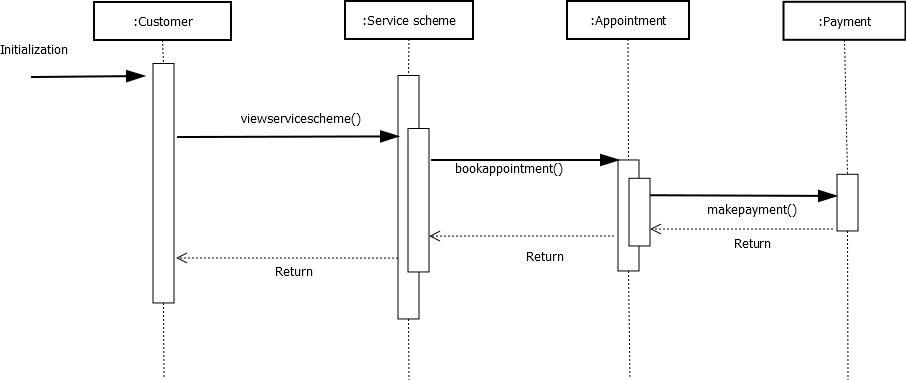 :Customer
:Service scheme
:Appointment
:Payment
Initialization
viewservicescheme()
bookappointment()
makepayment()
Return
Return
Return